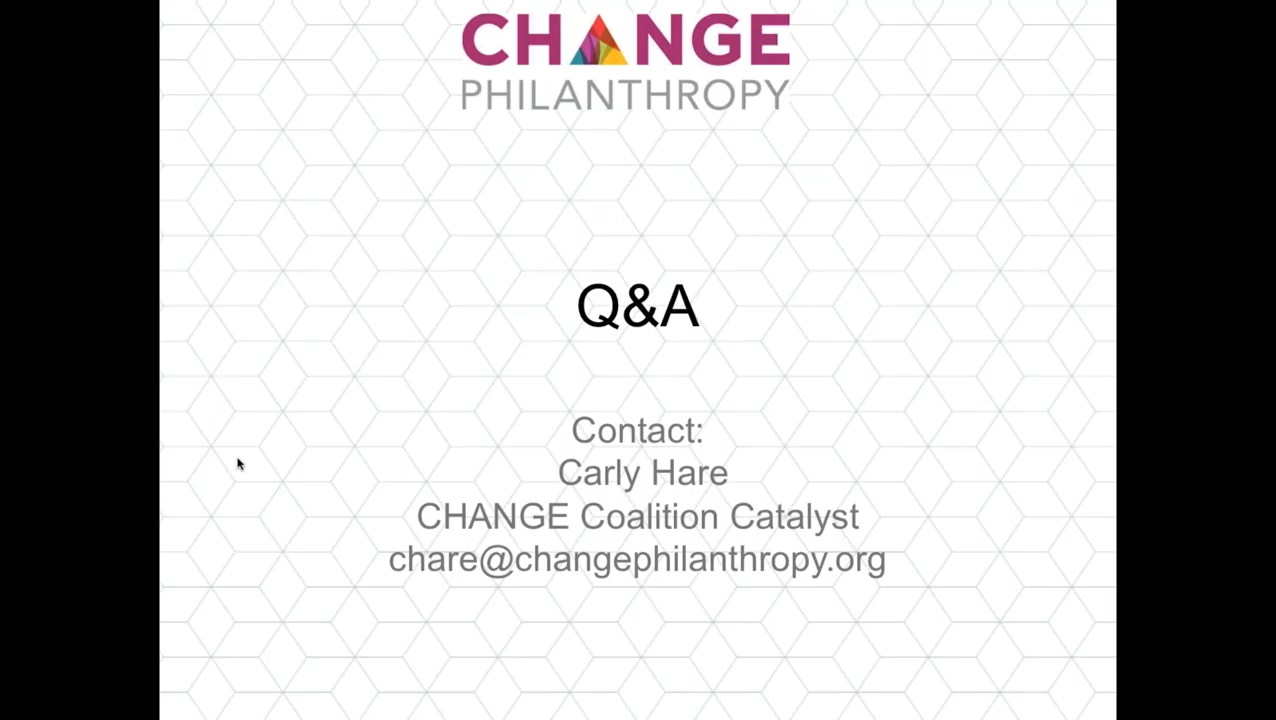 CHANGE
PHILANTHROPY
Q&A
Contact:
Carly Hare
CHANGE Coalition Catalyst
chare@changephilanthropy.org